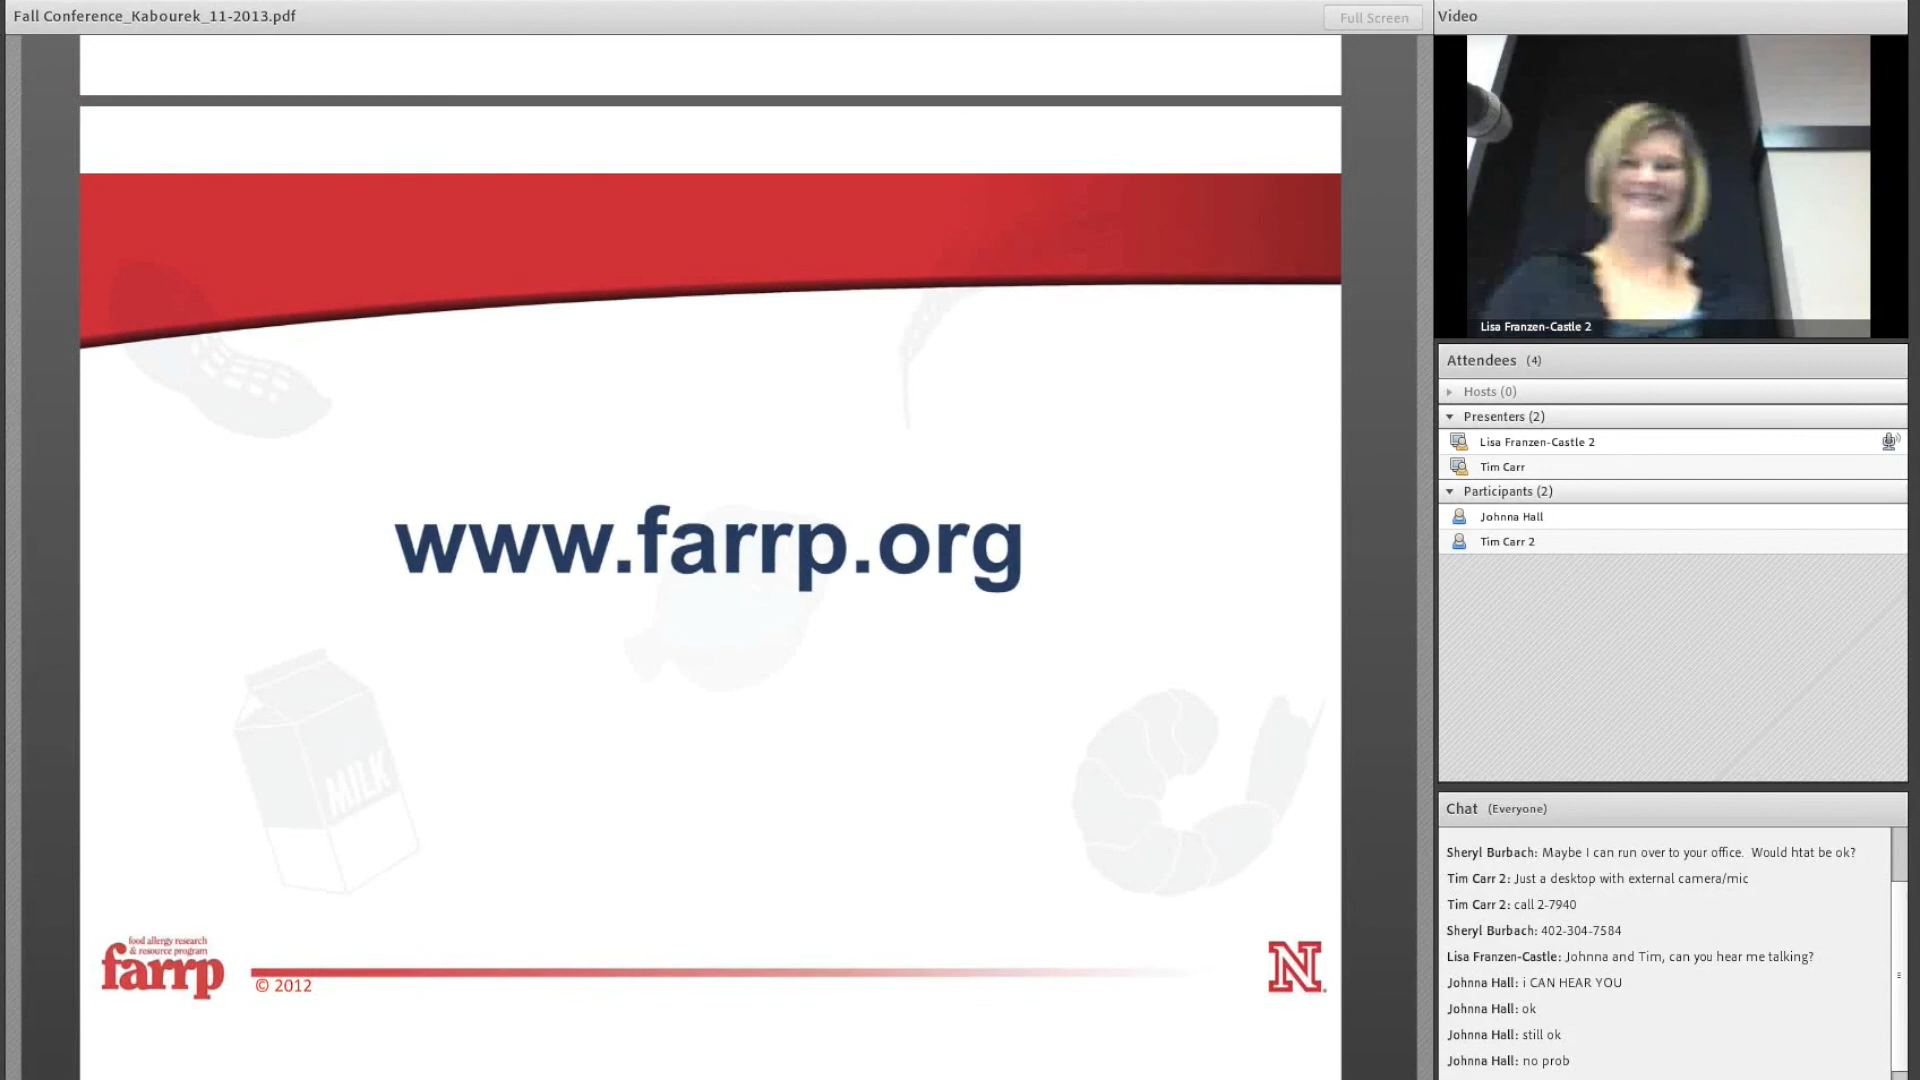 Fall Conference_Kabourek_11-2013.pdf
Full Screen
www.farrp.org
MILK
food allergy research
& resource program
farrp
© 2012
N
Video
Lisa Franzen-Castle 2
Attendees (4)
Hosts (0)
Presenters (2)
Lisa Franzen-Castle 2
Tim Carr
Participants (2)
Johnna Hall
Tim Carr 2
Chat (Everyone)
Sheryl Burbach: Maybe I can run over to your office. Would htat be ok?
Tim Carr 2: Just a desktop with external camera/mic
Tim Carr 2: call 2-7940
Sheryl Burbach: 402-304-7584
Lisa Franzen-Castle: Johnna and Tim, can you hear me talking?
Johnna Hall: i CAN HEAR YOU
Johnna Hall: ok
Johnna Hall: still ok
Johnna Hall: no prob